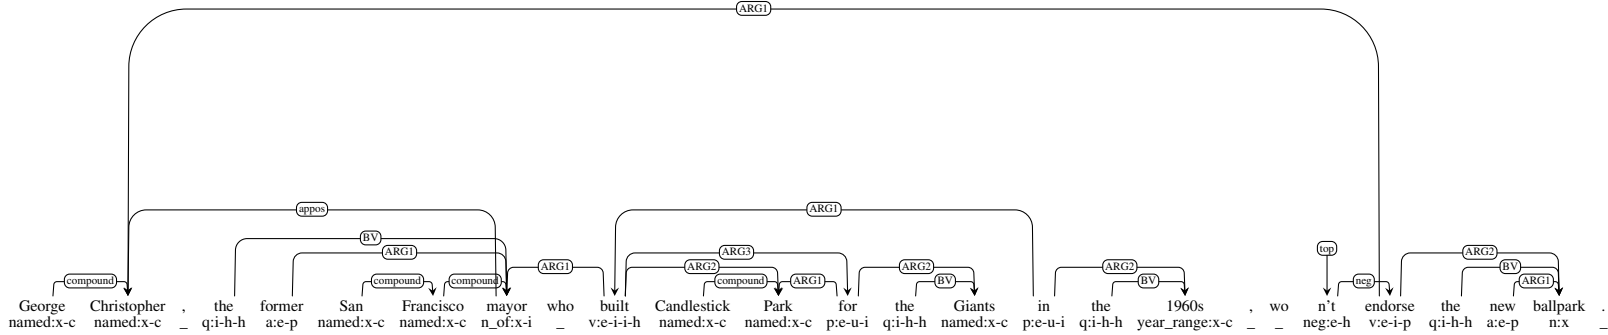 ARG1
appos
ARG1
BV
top
ARG1
ARG3
ARG2
ARG1
ARG2
ARG2
ARG2
BV
compound
compound
compound
compound
ARG1
BV
BV
neg
ARG1
George Christopher , the former San Francisco mayor who built Candlestick Park for the Giants in the 1960s , wo n't endorse the new ballpark .
named:x-c named:x-c _ q:i-h-h a:e-p named:x-c named:x-c n_of:x-i _ v:e-i-i-h named:x-c named:x-c p:e-u-i q:i-h-h named:x-c p:e-u-i q:i-h-h year_range:x-c _ _ neg:e-h v:e-i-p q:i-h-h a:e-p n:x _